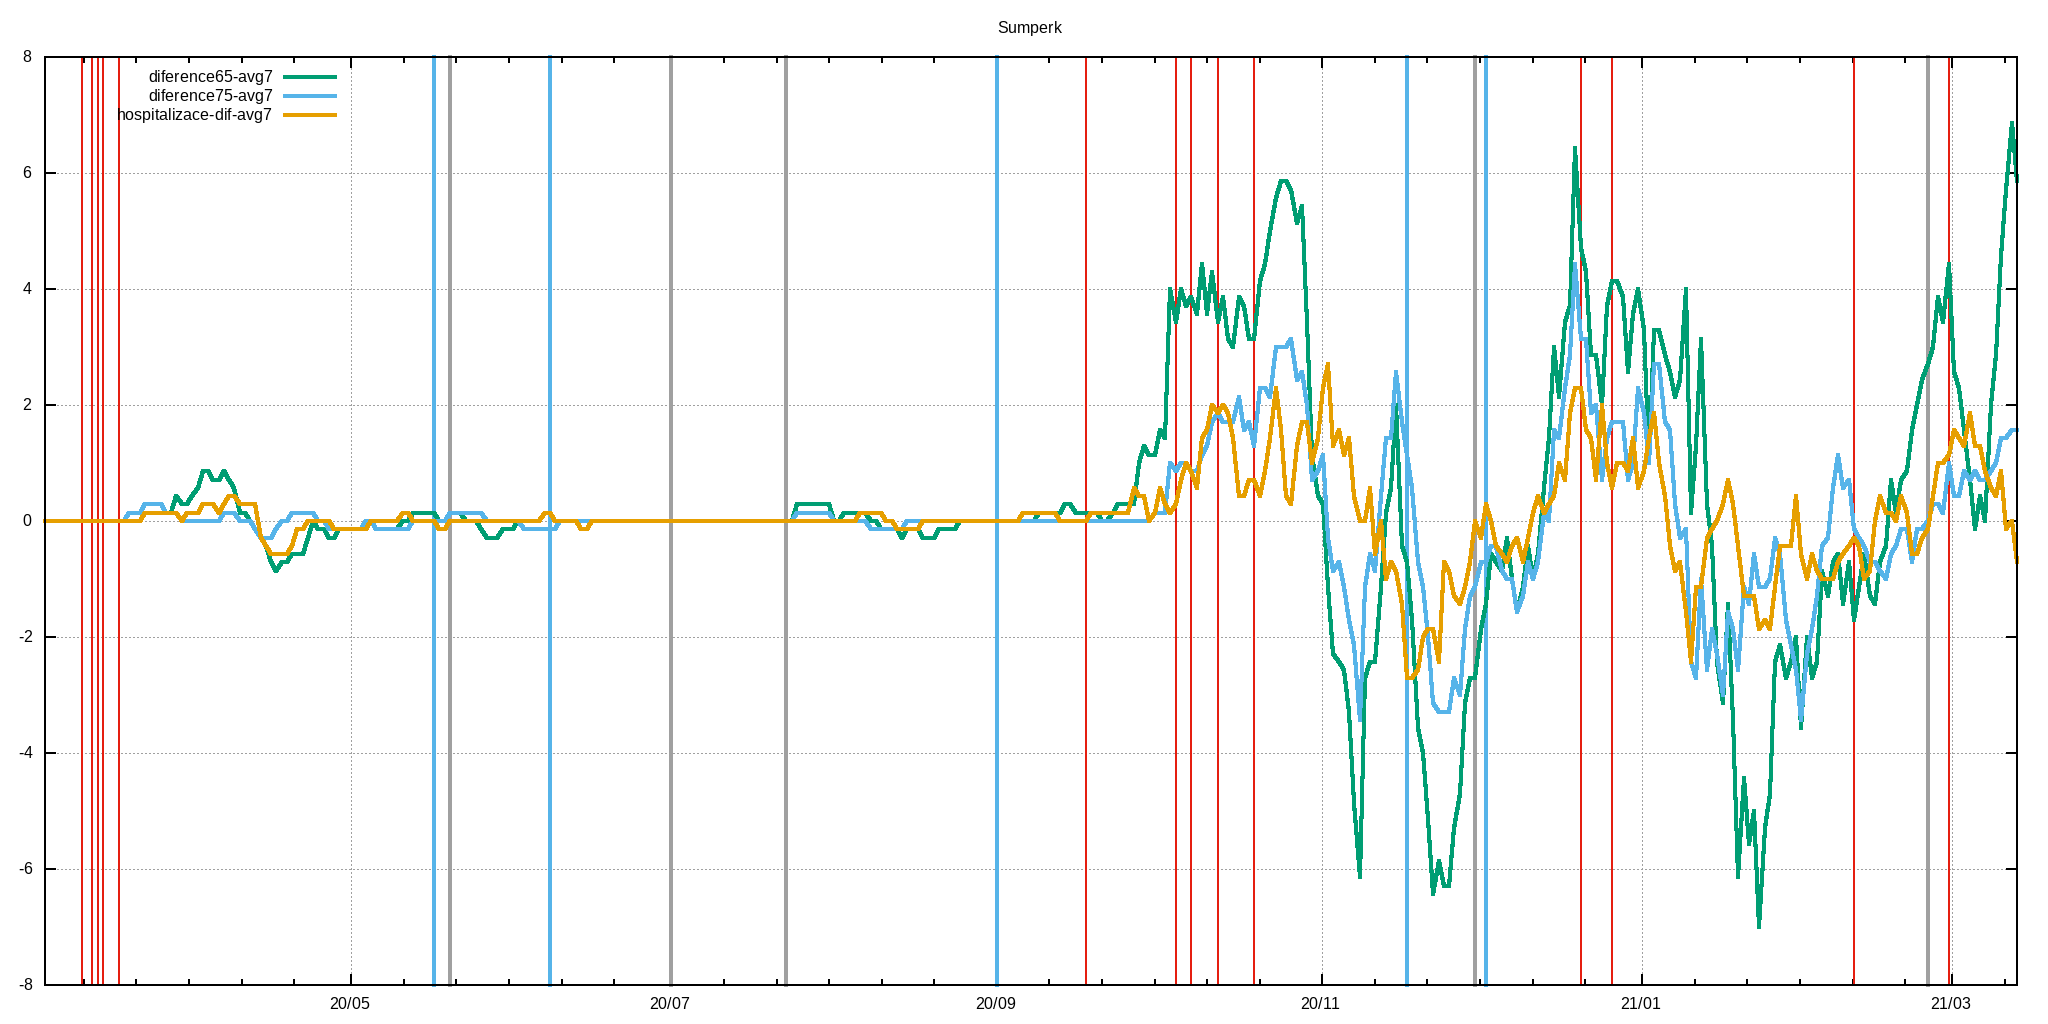 Sumperk
diference65-avg7
diference75-avg7
hospitalizace-dif-avg7
8
6
4
2
0
-2
-4
-6
-8
20/05 20/07 20/09 20/11 21/01 21/03